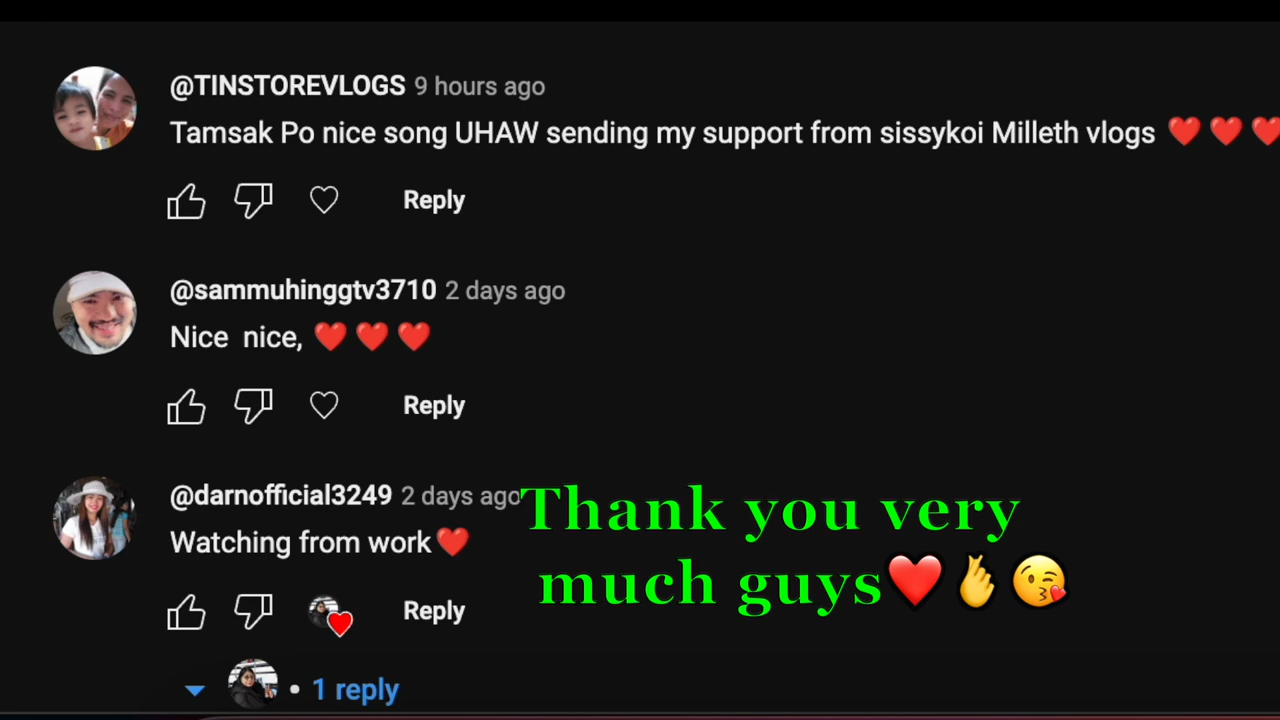 @TINSTOREVLOGS 9 hours ago
Tamsak Po nice song UHAW sending my support from sissykoi Milleth vlogs ❤️ ❤️ ❤️
Reply
@sammuhinggtv3710 2 days ago
Nice nice, ❤️ ❤️ ❤️
Reply
@darnofficial3249 2 days ago
Watching from work❤️
Thank you very
much guys❤️🫰😘
Reply
• 1 reply